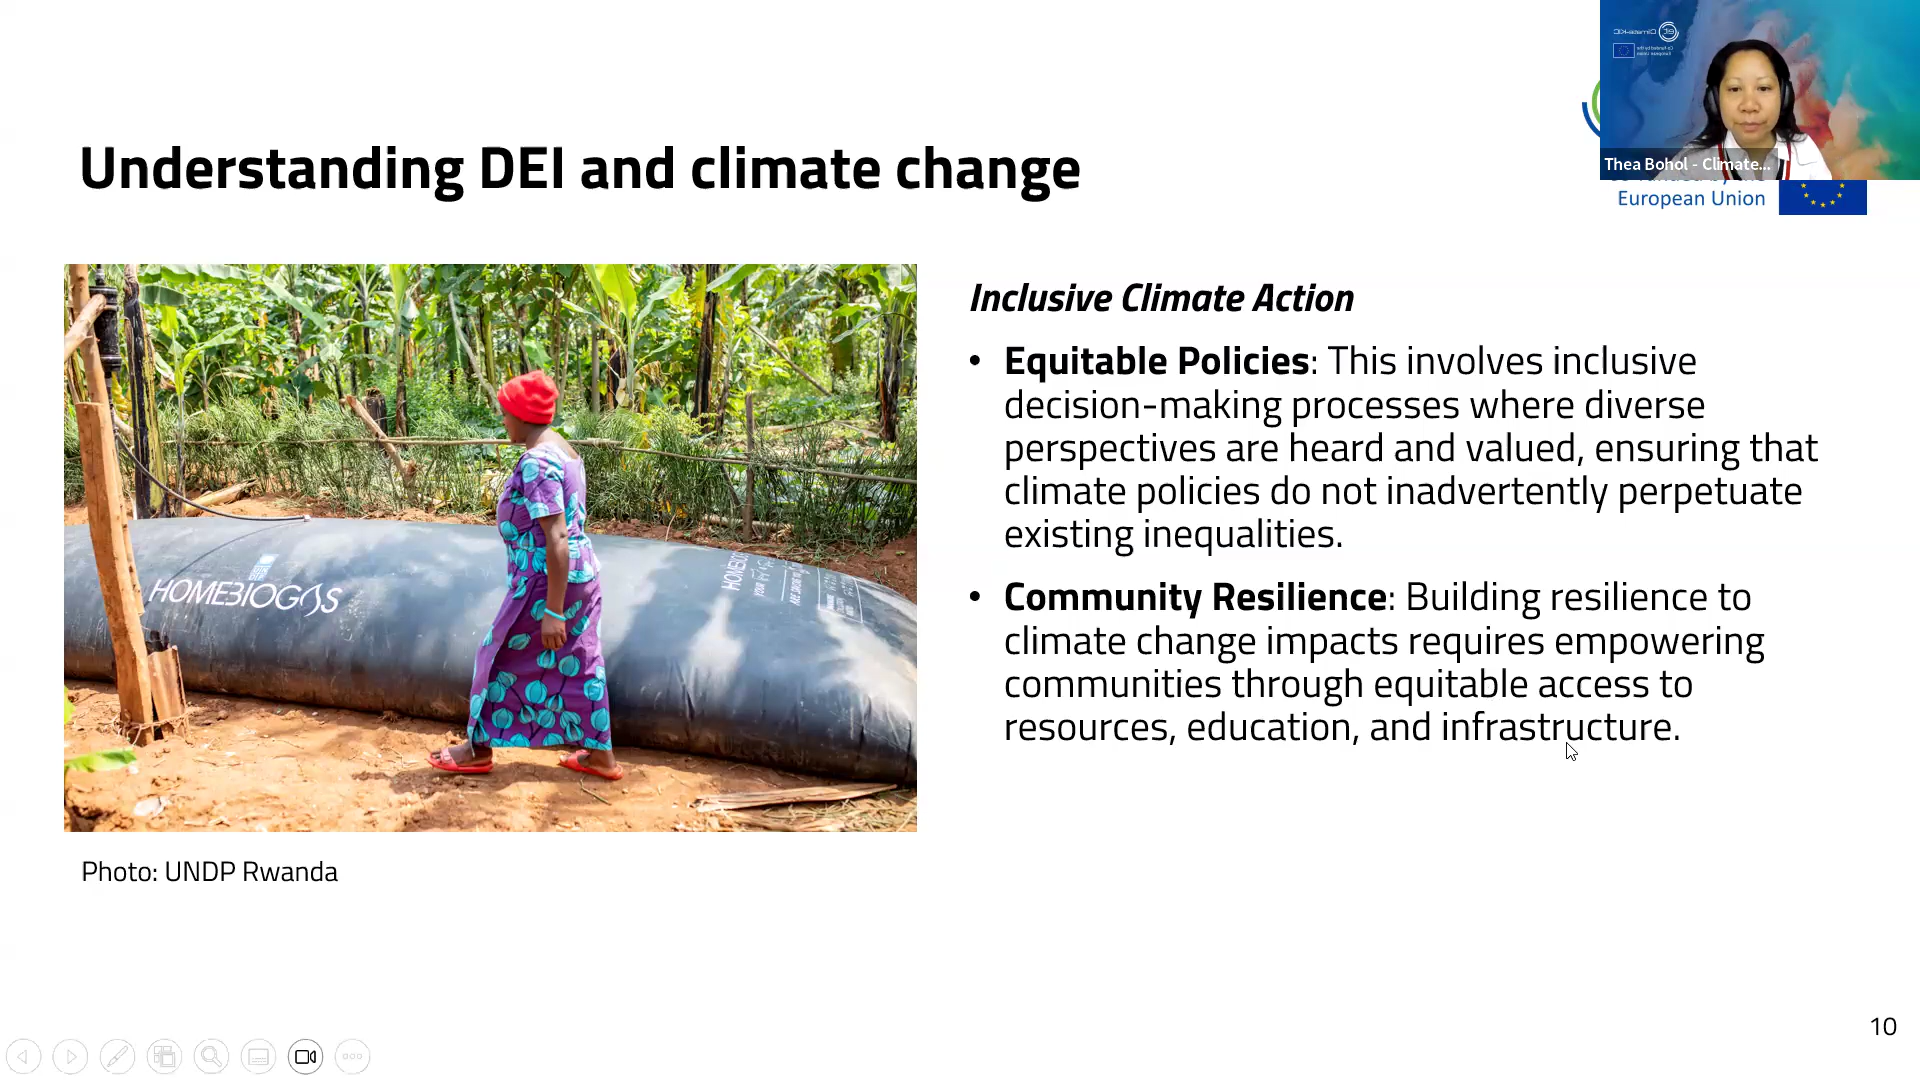 Understanding DEI and climate change
Thea Bohol - Climate...
European Union
HOMEBIOGAS
Inclusive Climate Action
• Equitable Policies: This involves inclusive
decision-making processes where diverse
perspectives are heard and valued, ensuring that
climate policies do not inadvertently perpetuate
existing inequalities.
• Community Resilience: Building resilience to
climate change impacts requires empowering
communities through equitable access to
resources, education, and infrastructure.
Photo: UNDP Rwanda
10